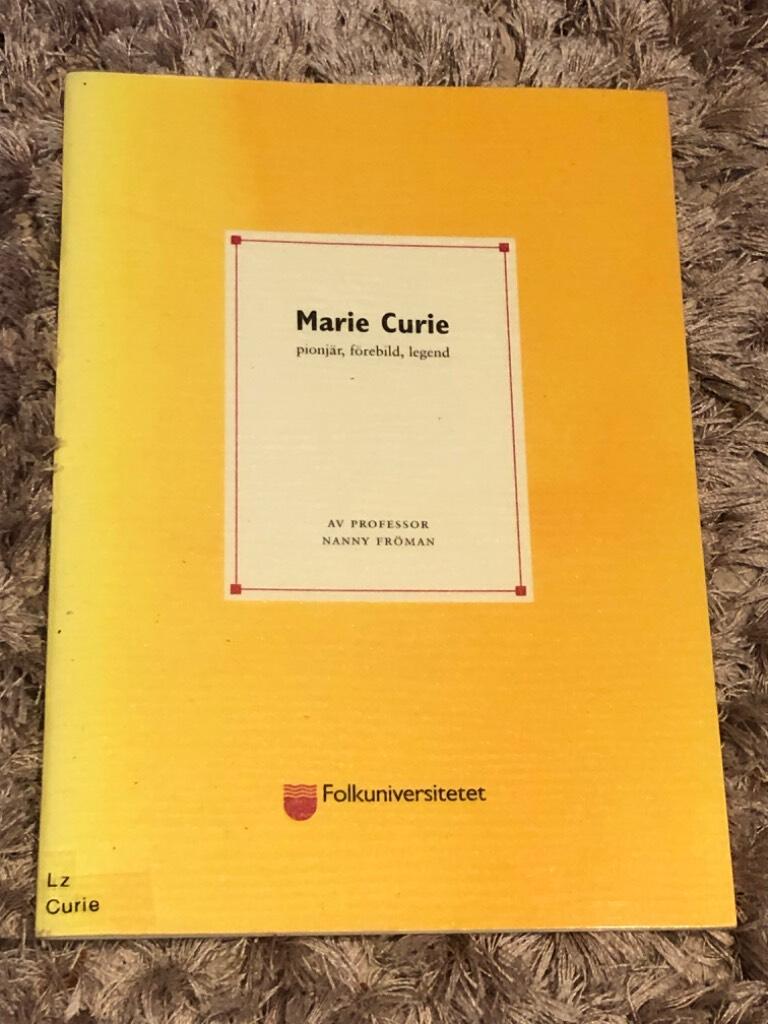 Marie Curie
pionjär, förebild, legend
AV PROFESSOR
NANNY FRÖMAN
Folkuniversitetet
Lz
Curie